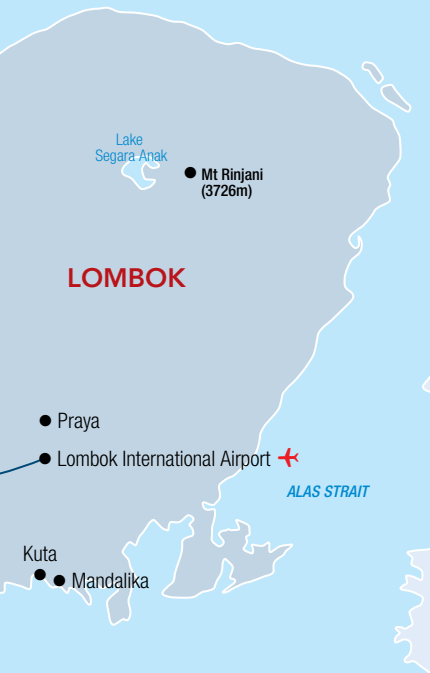 Lake
Segara Anak
Mt Rinjani
(3726m)
LOMBOK
Praya
Lombok International Airport
ALAS STRAIT
Kuta
Mandalika